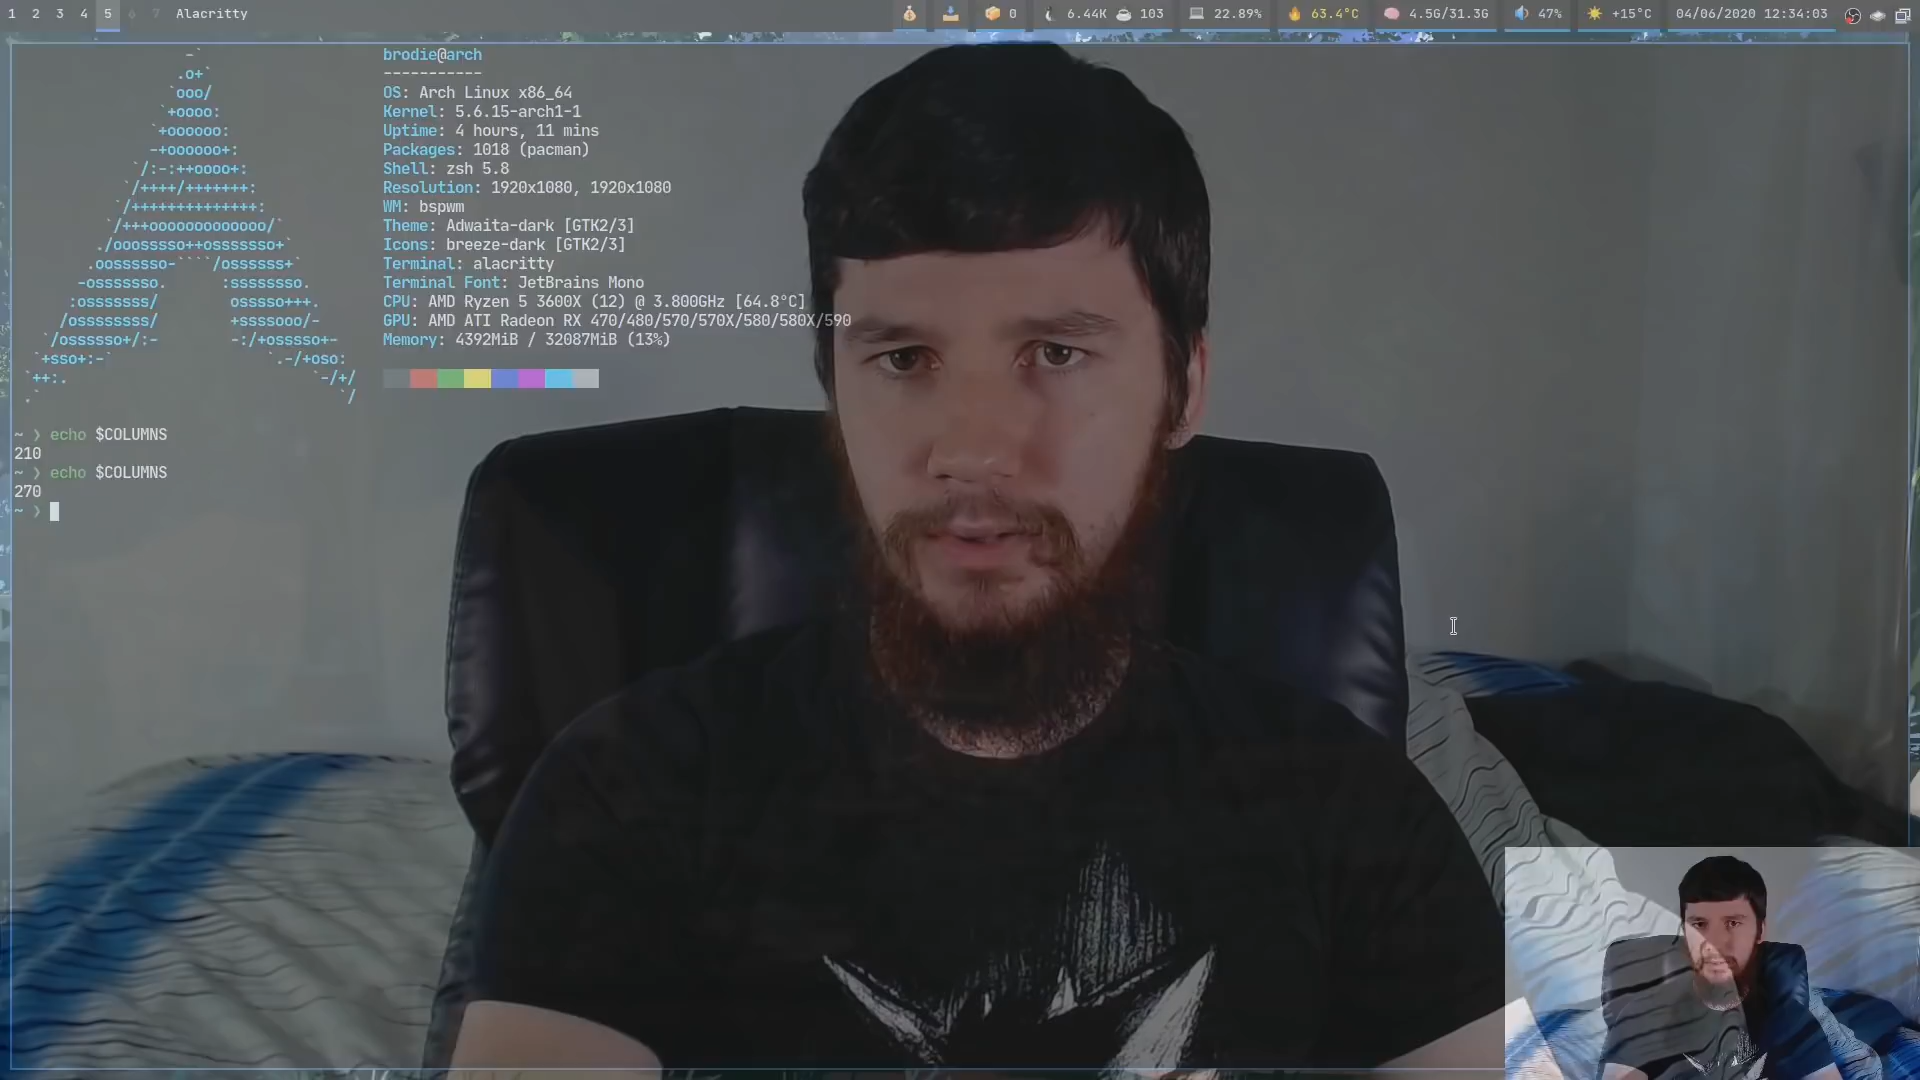 1 2 3 4 5 6 7 Alacritty 0 6.44K 103 22.89% 63.4°C 4.5G/31.3G 47% +15°C 04/06/2020 12:34:03
brodie@arch
-----------
OS: Arch Linux x86_64
Kernel: 5.6.15-arch1-1
Uptime: 4 hours, 11 mins
Packages: 1018 (pacman)
Shell: zsh 5.8
Resolution: 1920x1080, 1920x1080
WM: bspwm
Theme: Adwaita-dark [GTK2/3]
Icons: breeze-dark [GTK2/3]
Terminal: alacritty
Terminal Font: JetBrains Mono
CPU: AMD Ryzen 5 3600X (12) @ 3.800GHz [64.8°C]
GPU: AMD ATI Radeon RX 470/480/570/570X/580/580X/590
Memory: 4392MiB / 32087MiB (13%)
~ ❯ echo $COLUMNS
210
~ ❯ echo $COLUMNS
270
~ ❯